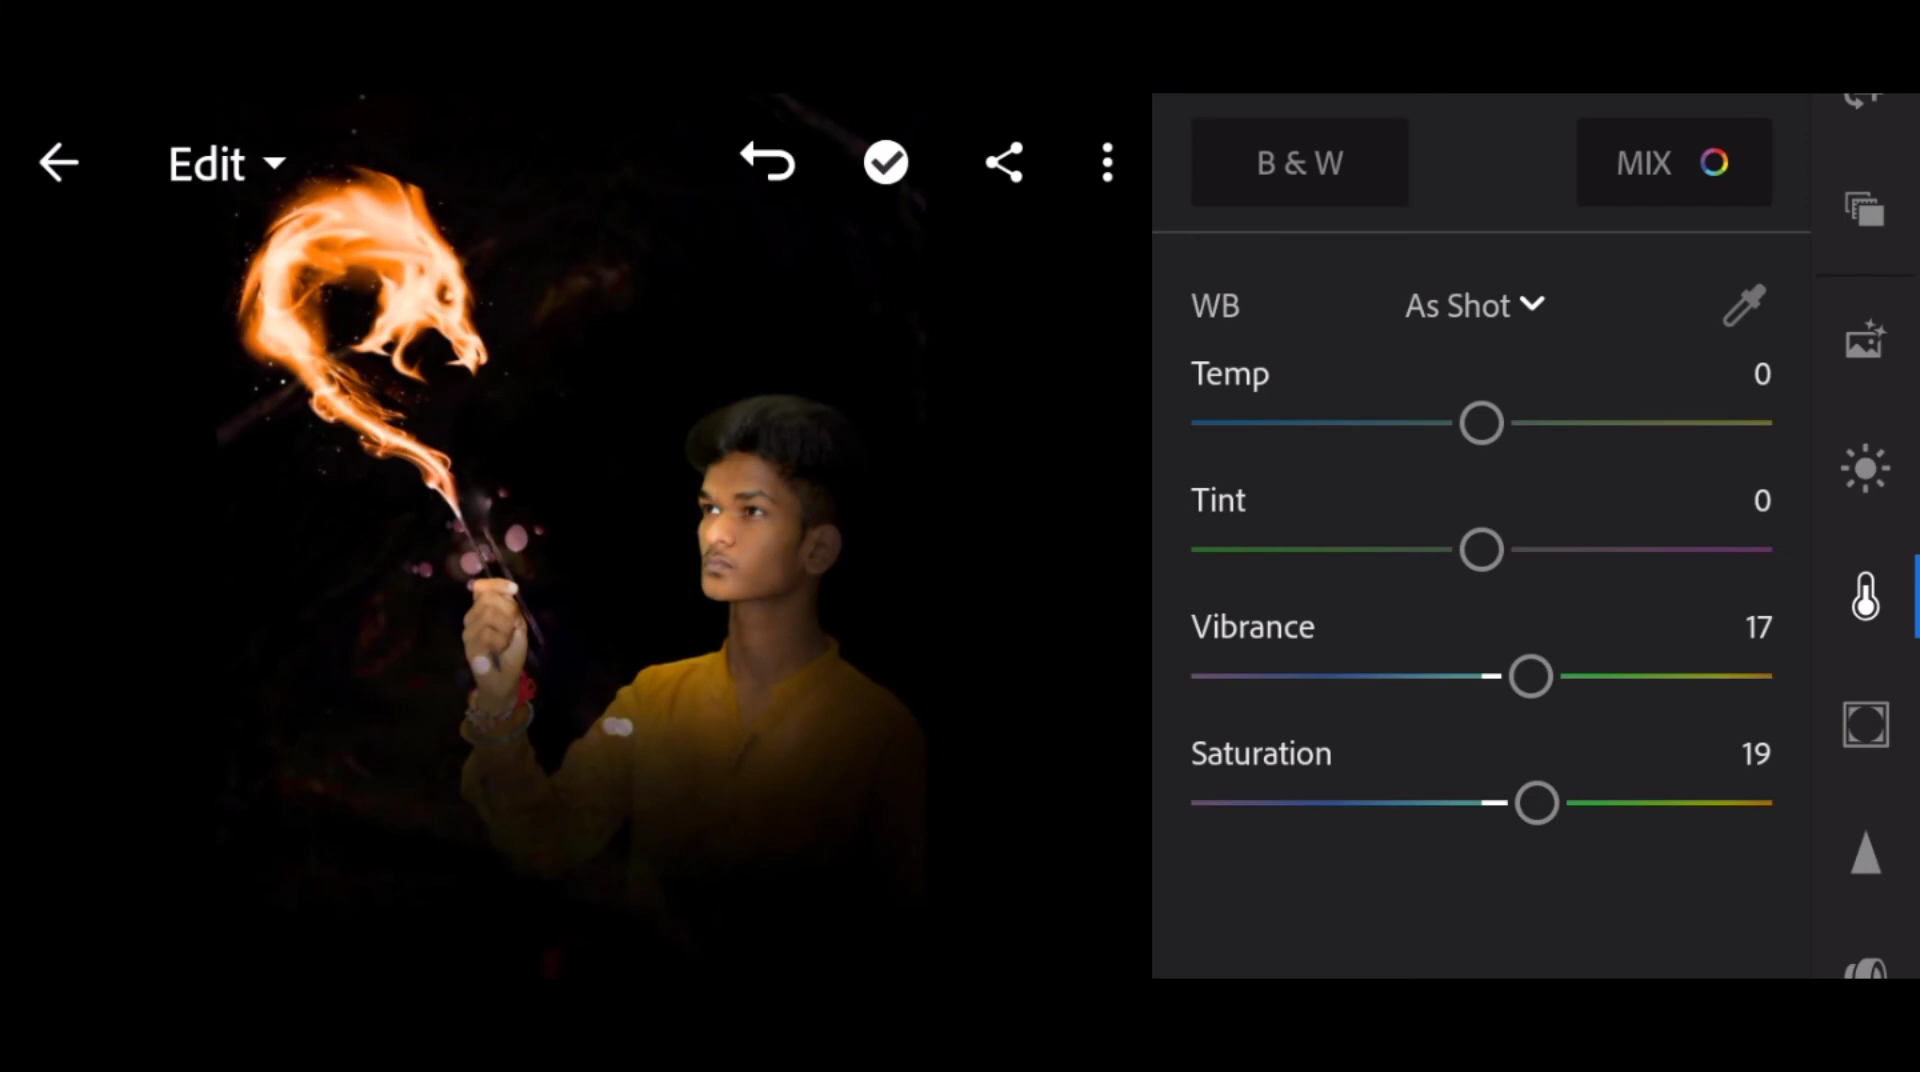 Edit
B & W
MIX
WB
As Shot
Temp
0
Tint
0
Vibrance
17
Saturation
19